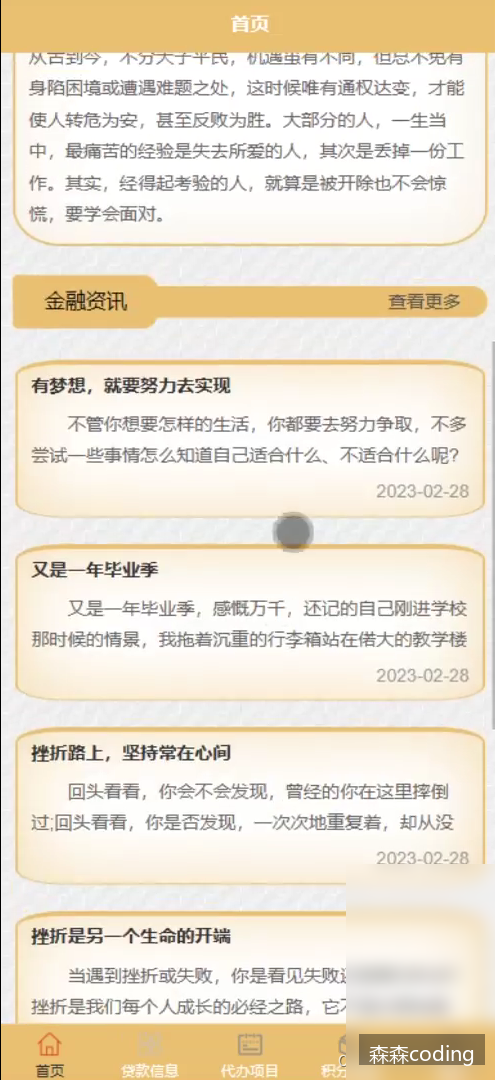 首页
从古到今，不分天子平民，机遇虽有不同，但总不免有
身陷困境或遭遇难题之处，这时候唯有通权达变，才能
使人转危为安，甚至反败为胜。大部分的人，一生当
中，最痛苦的经验是失去所爱的人，其次是丢掉一份工
作。其实，经得起考验的人，就算是被开除也不会惊
慌，要学会面对。
金融资讯
查看更多
有梦想，就要努力去实现
不管你想要怎样的生活，你都要去努力争取，不多
尝试一些事情怎么知道自己适合什么、不适合什么呢？
2023-02-28
又是一年毕业季
又是一年毕业季，感慨万千，还记的自己刚进学校
那时候的情景，我拖着沉重的行李箱站在偌大的教学楼
2023-02-28
挫折路上，坚持常在心间
回头看看，你会不会发现，曾经的你在这里摔倒
过;回头看看，你是否发现，一次次地重复着，却从没
2023-02-28
挫折是另一个生命的开端
当遇到挫折或失败，你是看见失败
挫折是我们每个人成长的必经之路，它
首页
贷款信息
代办项目
积分
森森coding